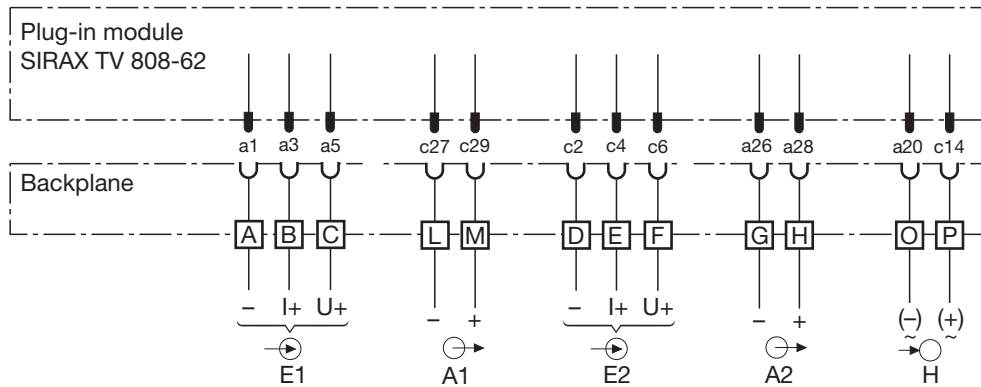 Plug-in module
SIRAX TV 808-62
a1 a3 a5 c27 c29 c2 c4 c6 a26 a28 a20 c14
Backplane
A B C L M D E F G H O P
– I+ U+ – + – I+ U+ – + (–) (+)
~ ~
E1 A1 E2 A2 H